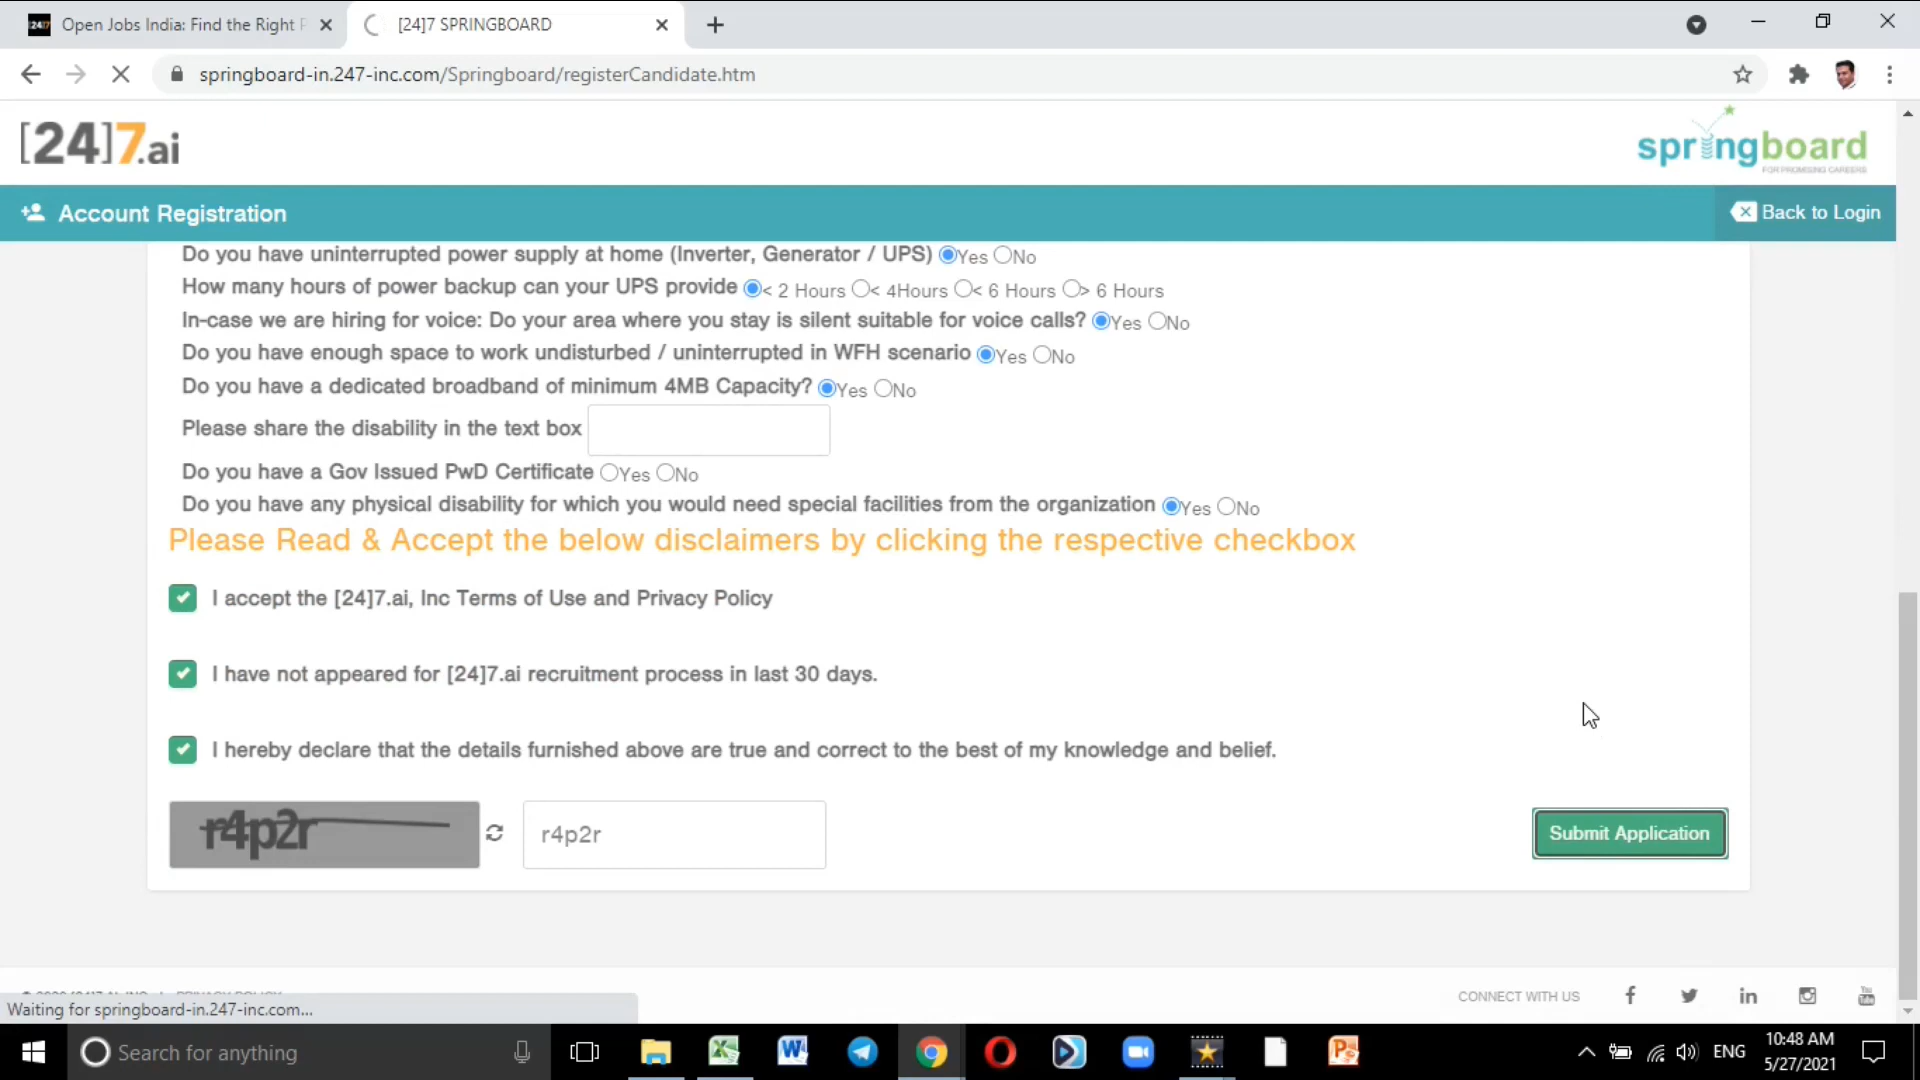 Open Jobs India: Find the Right
[24]7 SPRINGBOARD
springboard-in.247-inc.com/Springboard/registerCandidate.htm
[24]7.ai
springboard
FOR PROMISING CAREERS
Account Registration
Back to Login
Do you have uninterrupted power supply at home (Inverter, Generator / UPS) Yes No
How many hours of power backup can your UPS provide < 2 Hours < 4Hours < 6 Hours > 6 Hours
In-case we are hiring for voice: Do your area where you stay is silent suitable for voice calls? Yes No
Do you have enough space to work undisturbed / uninterrupted in WFH scenario Yes No
Do you have a dedicated broadband of minimum 4MB Capacity? Yes No
Please share the disability in the text box
Do you have a Gov Issued PwD Certificate Yes No
Do you have any physical disability for which you would need special facilities from the organization Yes No
Please Read & Accept the below disclaimers by clicking the respective checkbox
I accept the [24]7.ai, Inc Terms of Use and Privacy Policy
I have not appeared for [24]7.ai recruitment process in last 30 days.
I hereby declare that the details furnished above are true and correct to the best of my knowledge and belief.
r4p2r
r4p2r
Submit Application
CONNECT WITH US
Waiting for springboard-in.247-inc.com...
Search for anything
ENG
10:48 AM
5/27/2021